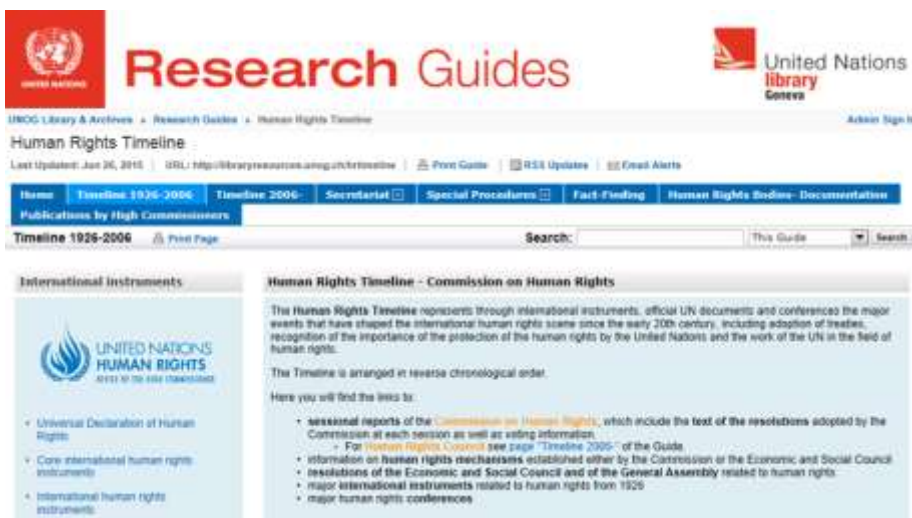 UNITED NATIONS
Research Guides
United Nations
library
Geneva
UNOG Library & Archives » Research Guides » Human Rights Timeline
Admin Sign In
Human Rights Timeline
Last Updated: Jun 26, 2015 | URL: http://libraryresources.unog.ch/hrtimeline | Print Guide | RSS Updates | Email Alerts
Home Timeline 1926-2006 Timeline 2006- Secretariat Special Procedures Fact-Finding Human Rights Bodies- Documentation
Publications by High Commissioners
Timeline 1926-2006 Print Page Search: This Guide Search
International instruments
UNITED NATIONS
HUMAN RIGHTS
OFFICE OF THE HIGH COMMISSIONER
• Universal Declaration of Human
Rights
• Core international human rights
instruments
• International human rights
instruments
Human Rights Timeline - Commission on Human Rights
The Human Rights Timeline represents through international instruments, official UN documents and conferences the major
events that have shaped the international human rights scene since the early 20th century, including adoption of treaties,
recognition of the importance of the protection of the human rights by the United Nations and the work of the UN in the field of
human rights.
The Timeline is arranged in reverse chronological order.
Here you will find the links to:
• sessional reports of the Commission on Human Rights, which include the text of the resolutions adopted by the
Commission at each session as well as voting information.
◦ For Human Rights Council see page "Timeline 2006-" of the Guide.
• information on human rights mechanisms established either by the Commission or the Economic and Social Council
• resolutions of the Economic and Social Council and of the General Assembly related to human rights
• major international instruments related to human rights from 1926
• major human rights conferences